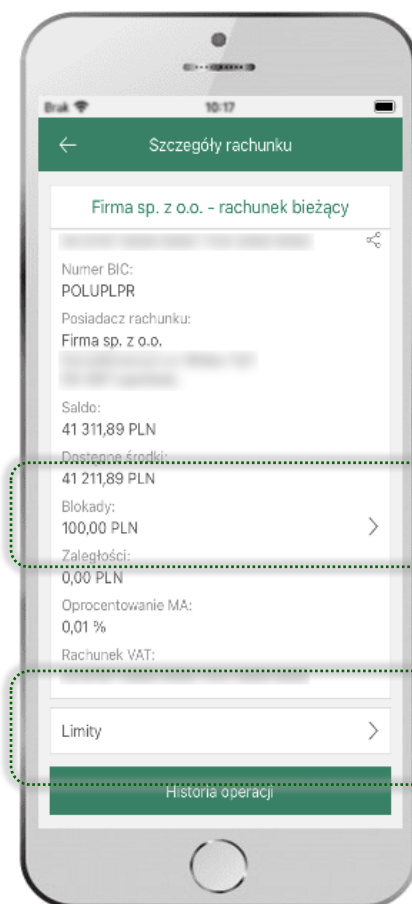 Brak
10:17
Szczegóły rachunku
Firma sp. z o.o. - rachunek bieżący
Numer BIC:
POLUPLPR
Posiadacz rachunku:
Firma sp. z o.o.
Saldo:
41 311,89 PLN
Dostępne środki:
41 211,89 PLN
Blokady:
100,00 PLN
Zaległości:
0,00 PLN
Oprocentowanie MA:
0,01 %
Rachunek VAT:
Limity
Historia operacji